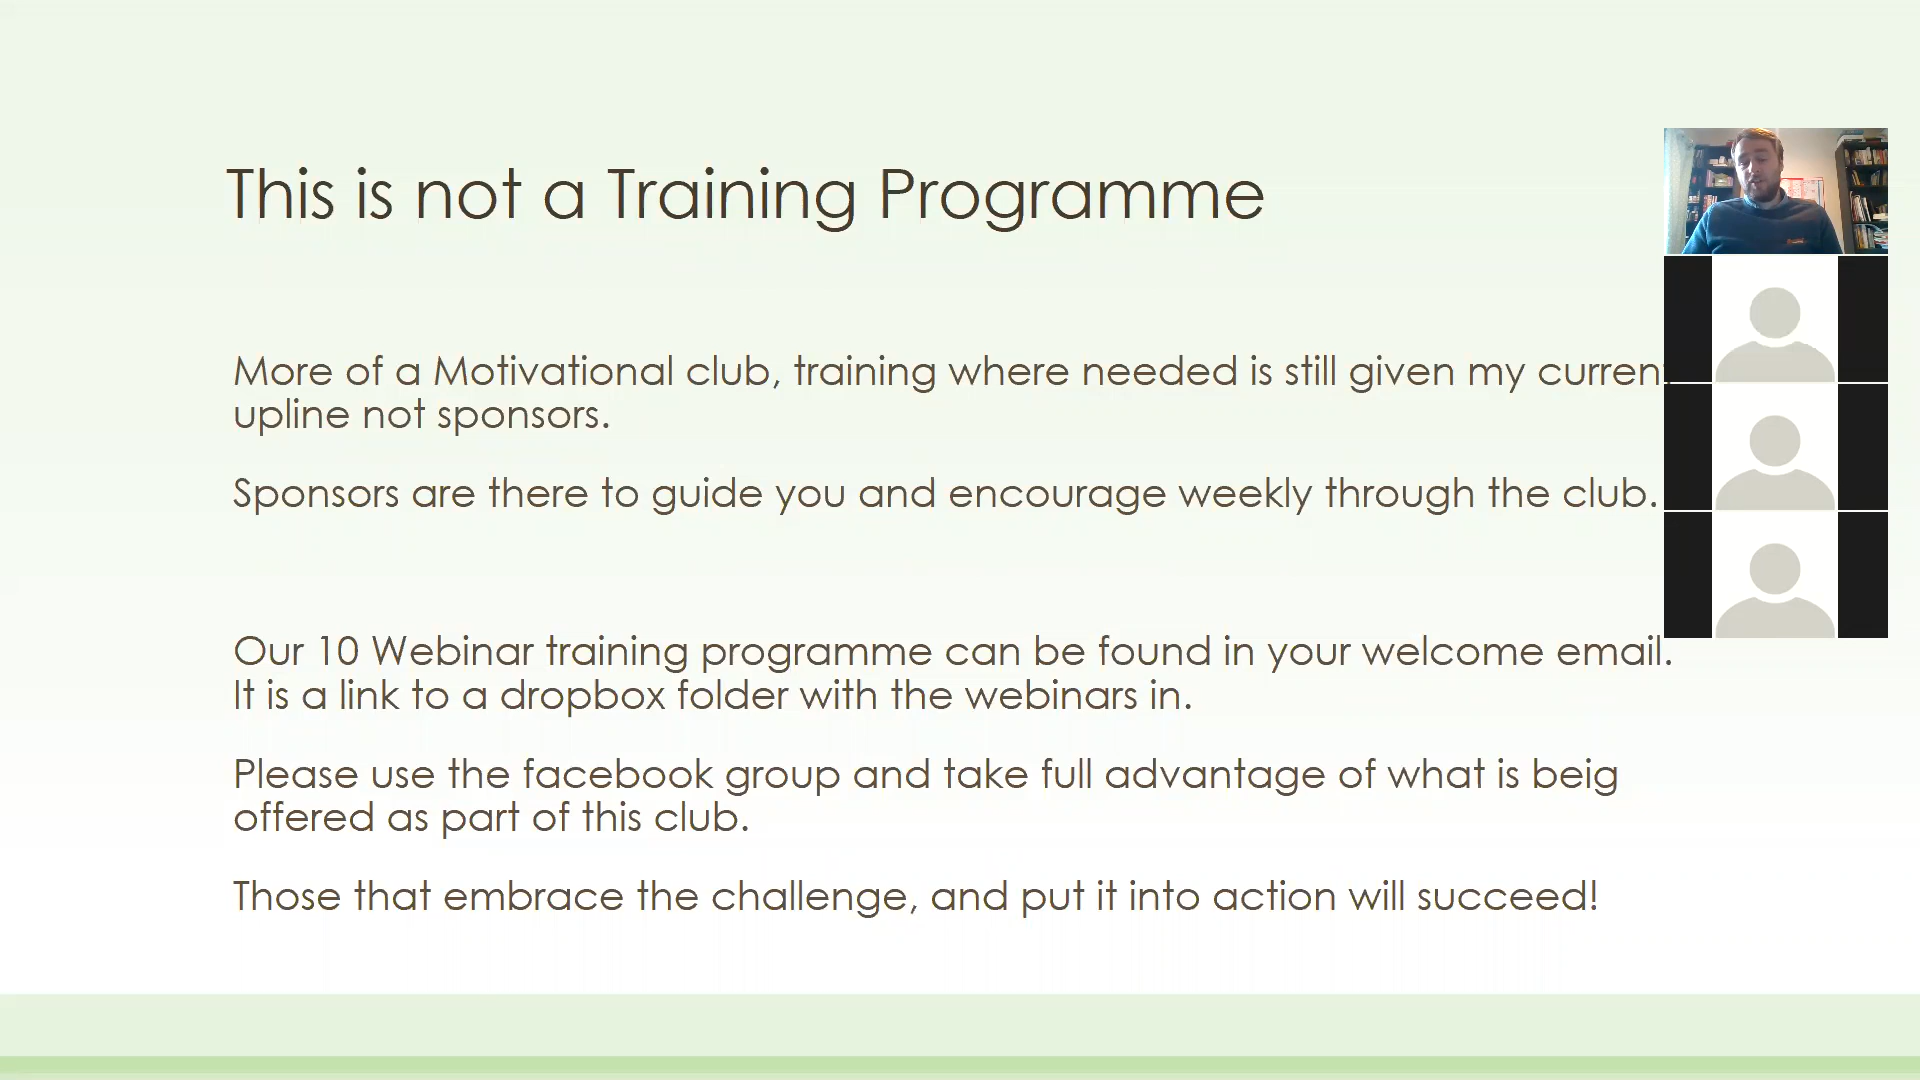 This is not a Training Programme
More of a Motivational club, training where needed is still given my current
upline not sponsors.
Sponsors are there to guide you and encourage weekly through the club.
Our 10 Webinar training programme can be found in your welcome email.
It is a link to a dropbox folder with the webinars in.
Please use the facebook group and take full advantage of what is beig
offered as part of this club.
Those that embrace the challenge, and put it into action will succeed!